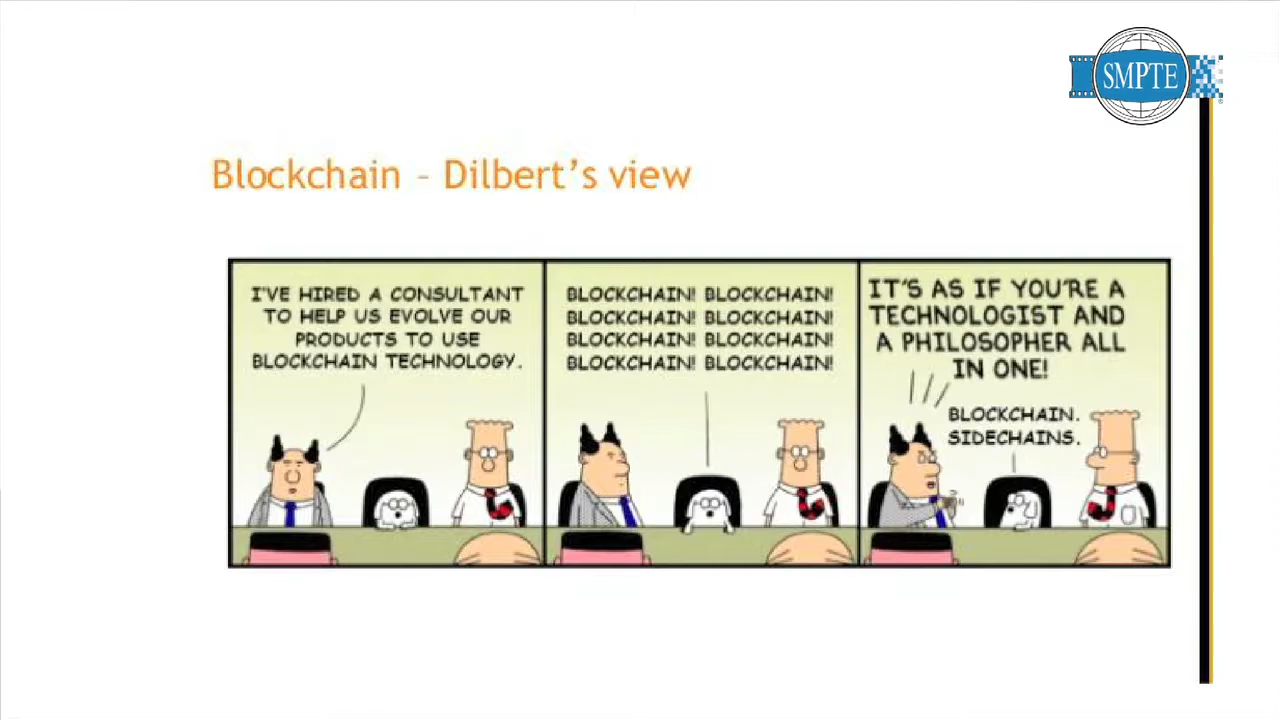 SMPTE
Blockchain – Dilbert's view
I'VE HIRED A CONSULTANT
TO HELP US EVOLVE OUR
PRODUCTS TO USE
BLOCKCHAIN TECHNOLOGY.
BLOCKCHAIN! BLOCKCHAIN!
BLOCKCHAIN! BLOCKCHAIN!
BLOCKCHAIN! BLOCKCHAIN!
BLOCKCHAIN! BLOCKCHAIN!
IT'S AS IF YOU'RE A
TECHNOLOGIST AND
A PHILOSOPHER ALL
IN ONE!
BLOCKCHAIN.
SIDECHAINS.